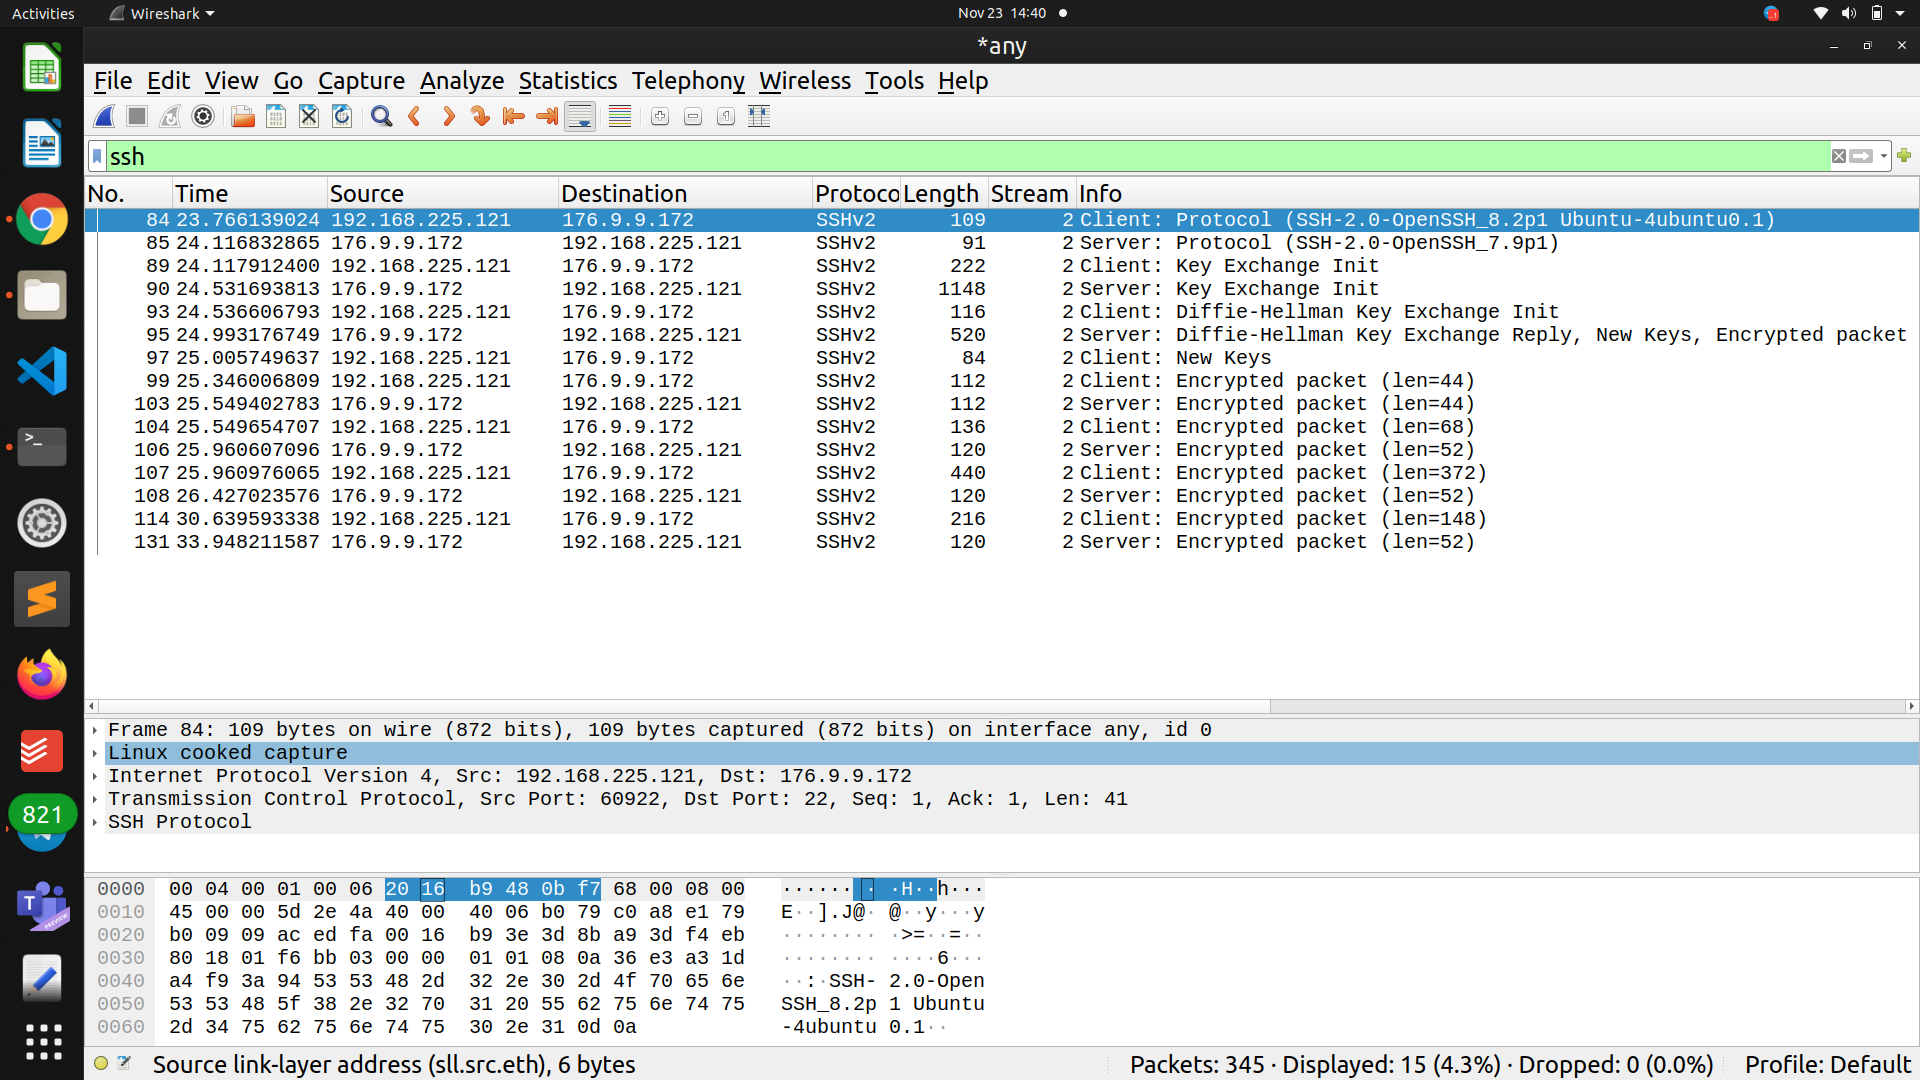 Activities Wireshark Nov 23 14:40
*any
File Edit View Go Capture Analyze Statistics Telephony Wireless Tools Help
ssh
No. Time Source Destination Protoco Length Stream Info
84 23.766139024 192.168.225.121 176.9.9.172 SSHv2 109 2 Client: Protocol (SSH-2.0-OpenSSH_8.2p1 Ubuntu-4ubuntu0.1)
85 24.116832865 176.9.9.172 192.168.225.121 SSHv2 91 2 Server: Protocol (SSH-2.0-OpenSSH_7.9p1)
89 24.117912400 192.168.225.121 176.9.9.172 SSHv2 222 2 Client: Key Exchange Init
90 24.531693813 176.9.9.172 192.168.225.121 SSHv2 1148 2 Server: Key Exchange Init
93 24.536606793 192.168.225.121 176.9.9.172 SSHv2 116 2 Client: Diffie-Hellman Key Exchange Init
95 24.993176749 176.9.9.172 192.168.225.121 SSHv2 520 2 Server: Diffie-Hellman Key Exchange Reply, New Keys, Encrypted packet
97 25.005749637 192.168.225.121 176.9.9.172 SSHv2 84 2 Client: New Keys
99 25.346006809 192.168.225.121 176.9.9.172 SSHv2 112 2 Client: Encrypted packet (len=44)
103 25.549402783 176.9.9.172 192.168.225.121 SSHv2 112 2 Server: Encrypted packet (len=44)
104 25.549654707 192.168.225.121 176.9.9.172 SSHv2 136 2 Client: Encrypted packet (len=68)
106 25.960607096 176.9.9.172 192.168.225.121 SSHv2 120 2 Server: Encrypted packet (len=52)
107 25.960976065 192.168.225.121 176.9.9.172 SSHv2 440 2 Client: Encrypted packet (len=372)
108 26.427023576 176.9.9.172 192.168.225.121 SSHv2 120 2 Server: Encrypted packet (len=52)
114 30.639593338 192.168.225.121 176.9.9.172 SSHv2 216 2 Client: Encrypted packet (len=148)
131 33.948211587 176.9.9.172 192.168.225.121 SSHv2 120 2 Server: Encrypted packet (len=52)
Frame 84: 109 bytes on wire (872 bits), 109 bytes captured (872 bits) on interface any, id 0
Linux cooked capture
Internet Protocol Version 4, Src: 192.168.225.121, Dst: 176.9.9.172
Transmission Control Protocol, Src Port: 60922, Dst Port: 22, Seq: 1, Ack: 1, Len: 41
SSH Protocol
821
T
PREVIEW
0000 00 04 00 01 00 06 20 16 b9 48 0b f7 68 00 08 00 ······ · ·H··h···
0010 45 00 00 5d 2e 4a 40 00 40 06 b0 79 c0 a8 e1 79 E··].J@· @··y···y
0020 b0 09 09 ac ed fa 00 16 b9 3e 3d 8b a9 3d f4 eb ········ ·>=··=··
0030 80 18 01 f6 bb 03 00 00 01 01 08 0a 36 e3 a3 1d ········ ····6···
0040 a4 f9 3a 94 53 53 48 2d 32 2e 30 2d 4f 70 65 6e ··:·SSH- 2.0-Open
0050 53 53 48 5f 38 2e 32 70 31 20 55 62 75 6e 74 75 SSH_8.2p 1 Ubuntu
0060 2d 34 75 62 75 6e 74 75 30 2e 31 0d 0a -4ubuntu 0.1··
Source link-layer address (sll.src.eth), 6 bytes Packets: 345 · Displayed: 15 (4.3%) · Dropped: 0 (0.0%) Profile: Default